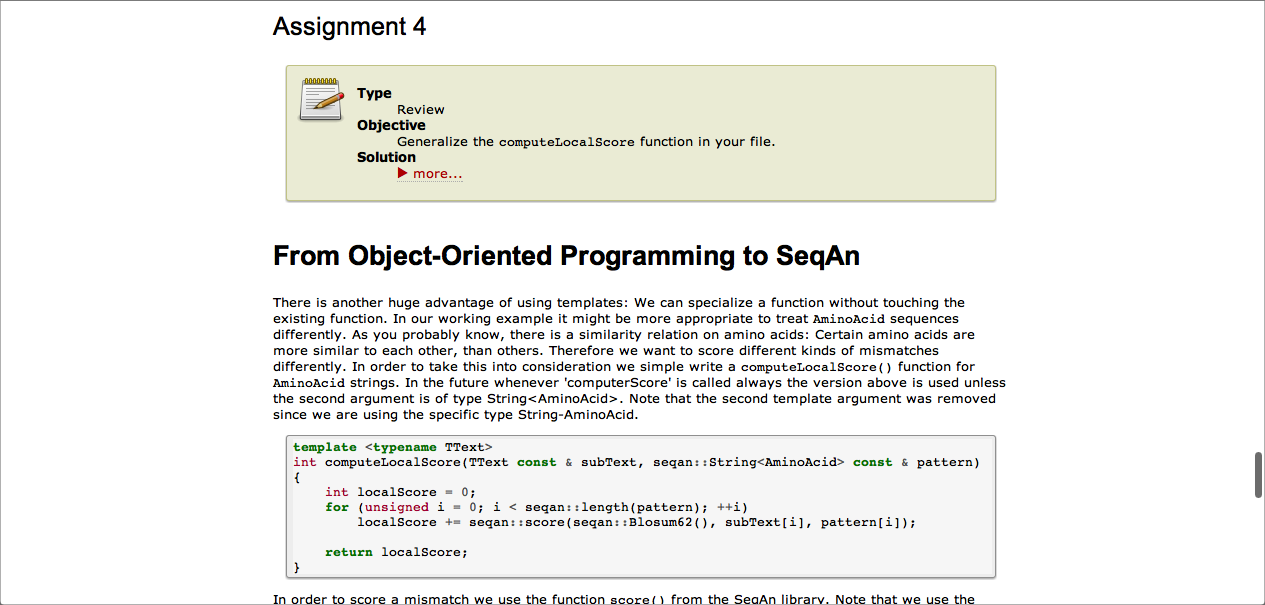 Assignment 4
Type
Review
Objective
Generalize the computeLocalScore function in your file.
Solution
more...
From Object-Oriented Programming to SeqAn
There is another huge advantage of using templates: We can specialize a function without touching the
existing function. In our working example it might be more appropriate to treat AminoAcid sequences
differently. As you probably know, there is a similarity relation on amino acids: Certain amino acids are
more similar to each other, than others. Therefore we want to score different kinds of mismatches
differently. In order to take this into consideration we simple write a computeLocalScore() function for
AminoAcid strings. In the future whenever 'computerScore' is called always the version above is used unless
the second argument is of type String<AminoAcid>. Note that the second template argument was removed
since we are using the specific type String-AminoAcid.
template <typename TText>
int computeLocalScore(TText const & subText, seqan::String<AminoAcid> const & pattern)
{
    int localScore = 0;
    for (unsigned i = 0; i < seqan::length(pattern); ++i)
        localScore += seqan::score(seqan::Blosum62(), subText[i], pattern[i]);
    return localScore;
}
In order to score a mismatch we use the function score() from the SeqAn library. Note that we use the